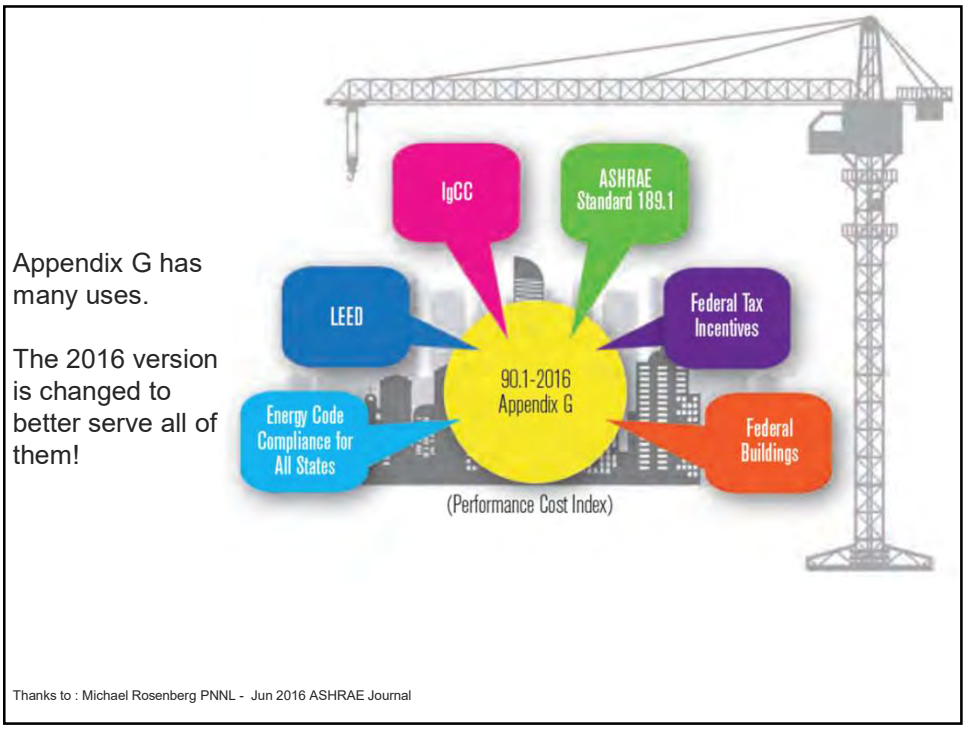 Appendix G has
many uses.
The 2016 version
is changed to
better serve all of
them!
IgCC
ASHRAE
Standard 189.1
LEED
Federal Tax
Incentives
90.1-2016
Appendix G
Energy Code
Compliance for
All States
Federal
Buildings
(Performance Cost Index)
Thanks to : Michael Rosenberg PNNL - Jun 2016 ASHRAE Journal